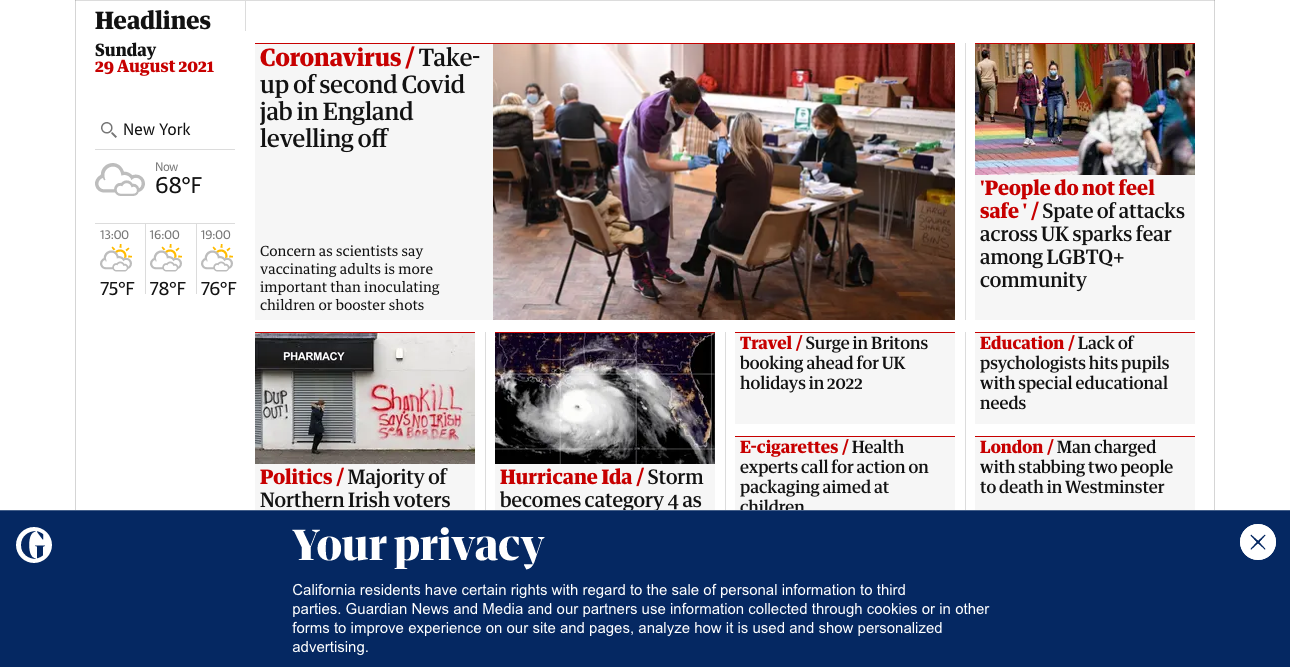 Headlines
Sunday
29 August 2021
New York
Now
68°F
13:00
16:00
19:00
75°F
78°F
76°F
Coronavirus / Take-
up of second Covid
jab in England
levelling off
Concern as scientists say
vaccinating adults is more
important than inoculating
children or booster shots
'People do not feel
safe ' / Spate of attacks
across UK sparks fear
among LGBTQ+
community
PHARMACY
DUP
OUT!
ShanKILL
SAYS NO IRISH
SEA BORDER
Politics / Majority of
Northern Irish voters
Hurricane Ida / Storm
becomes category 4 as
Travel / Surge in Britons
booking ahead for UK
holidays in 2022
E-cigarettes / Health
experts call for action on
packaging aimed at
children
Education / Lack of
psychologists hits pupils
with special educational
needs
London / Man charged
with stabbing two people
to death in Westminster
G
Your privacy
California residents have certain rights with regard to the sale of personal information to third
parties. Guardian News and Media and our partners use information collected through cookies or in other
forms to improve experience on our site and pages, analyze how it is used and show personalized
advertising.